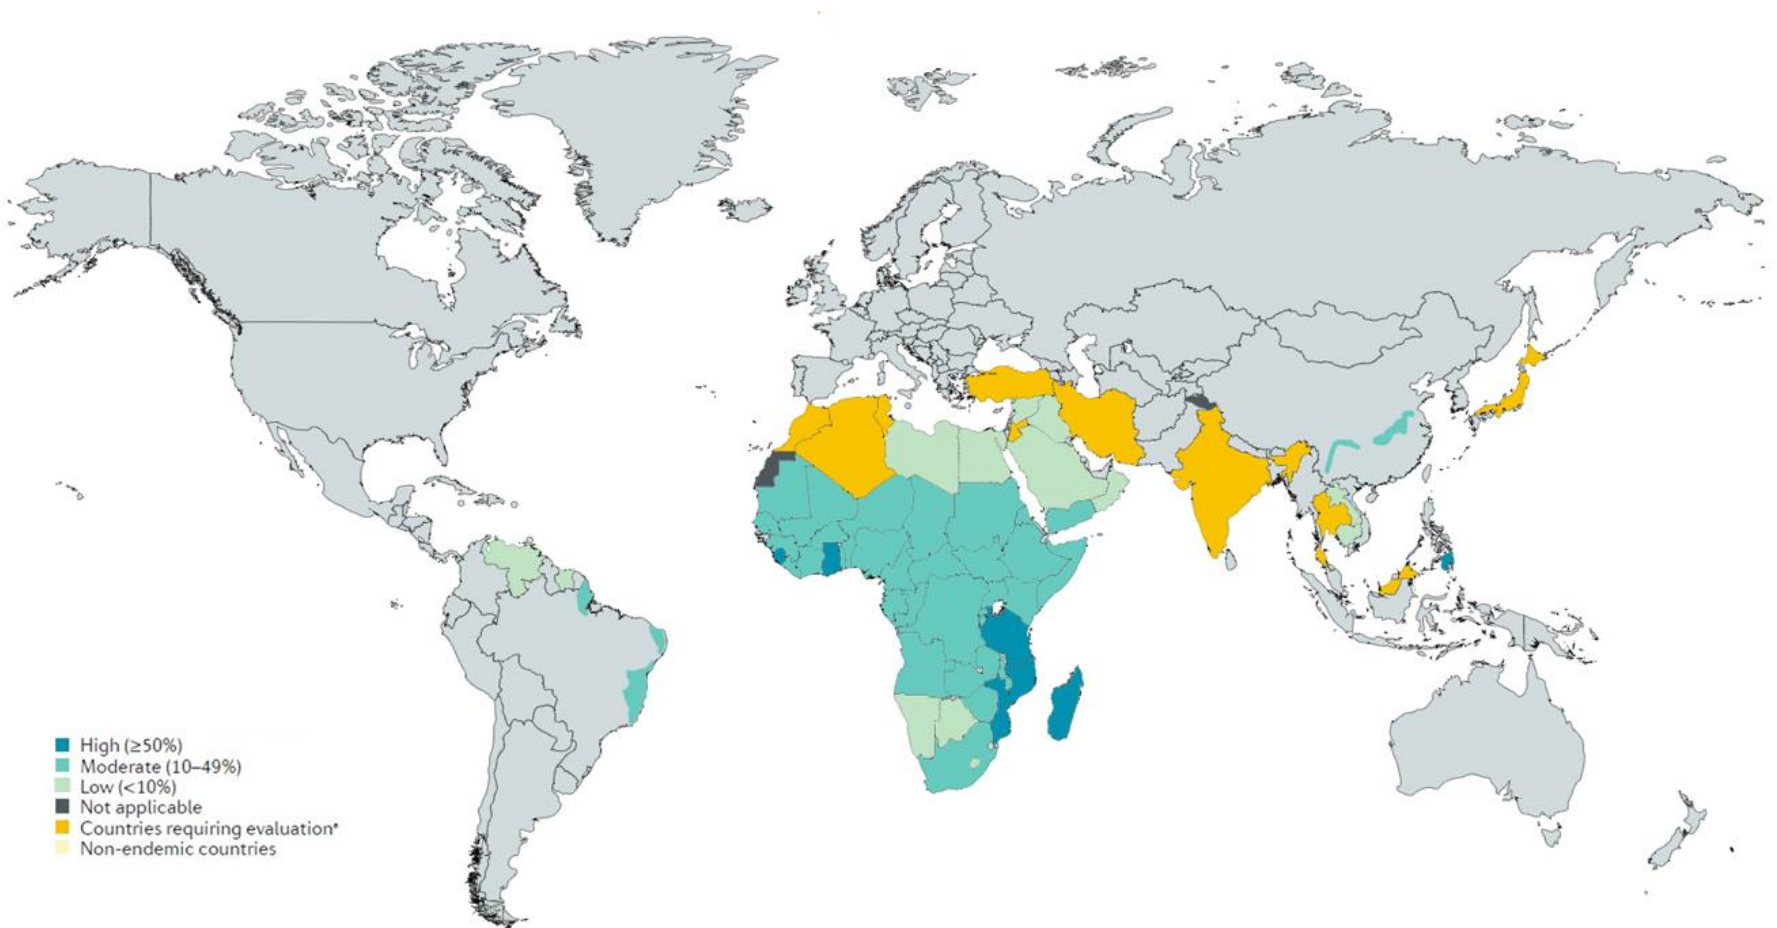 High (≥50%)
Moderate (10–49%)
Low (<10%)
Not applicable
Countries requiring evaluation*
Non-endemic countries